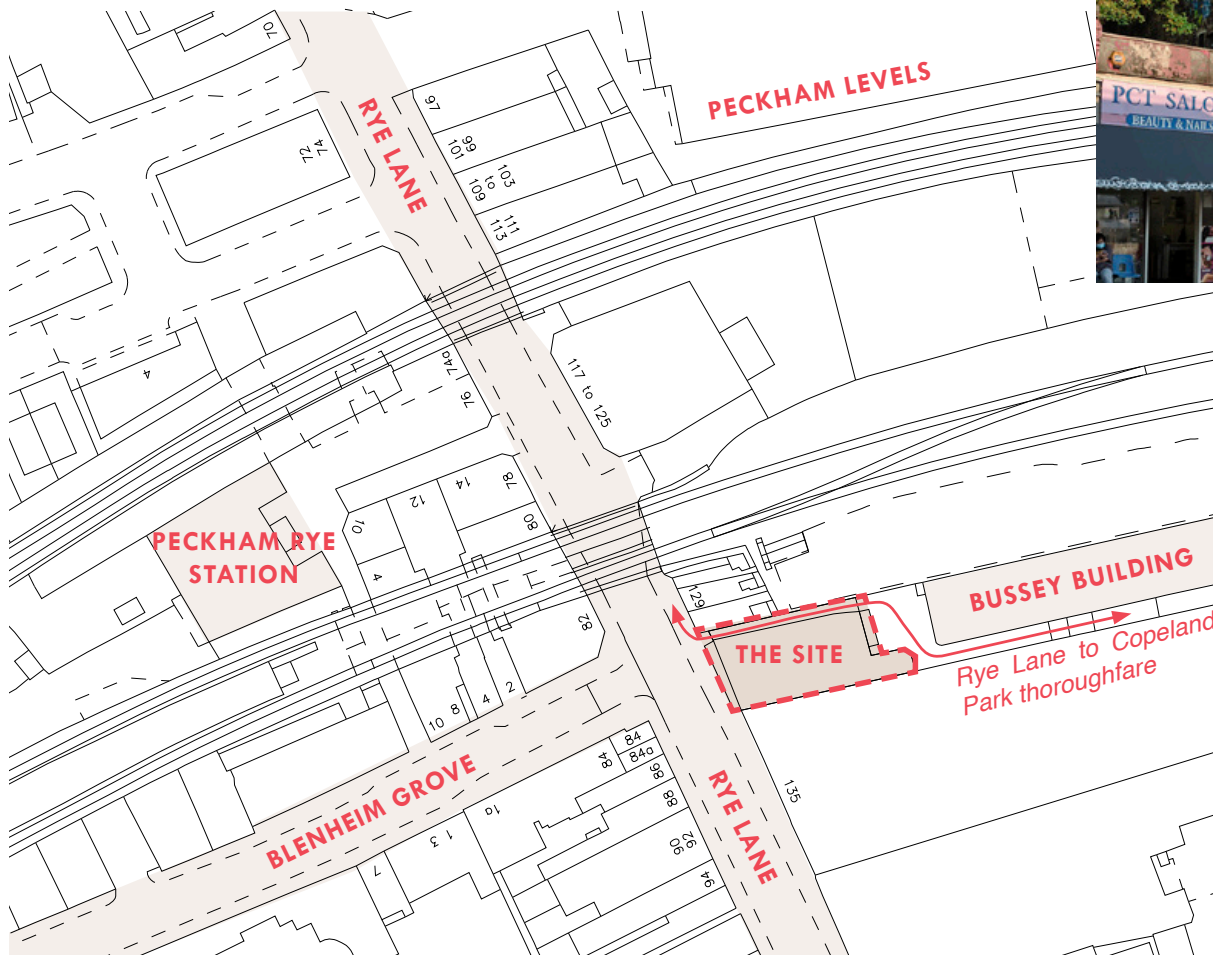 70
RYE LANE
97
99
101
103
to
109
111
113
PECKHAM LEVELS
PCT SALO
BEAUTY & NAILS
72
74
4
74a
76
117 to 125
PECKHAM RYE
STATION
10
12
14
78
80
4
82
129
THE SITE
BUSSEY BUILDING
Rye Lane to Copeland
Park thoroughfare
10
8
4
2
BLENHEIM GROVE
84
84
84a
86
88
92
90
94
RYE LANE
135
1a
3
1
7